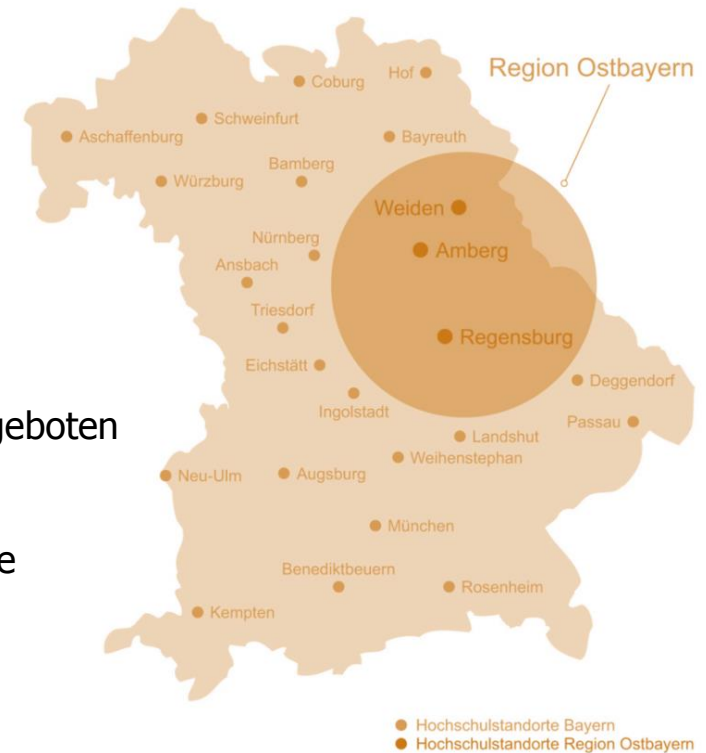 Coburg
Hof
Region Ostbayern
Schweinfurt
Aschaffenburg
Bayreuth
Bamberg
Würzburg
Weiden
Nürnberg
Amberg
Ansbach
Triesdorf
Regensburg
Eichstätt
Deggendorf
Ingolstadt
geboten
Passau
Landshut
Weihenstephan
Neu-Ulm
Augsburg
München
e
Benediktbeuern
Rosenheim
Kempten
Hochschulstandorte Bayern
Hochschulstandorte Region Ostbayern